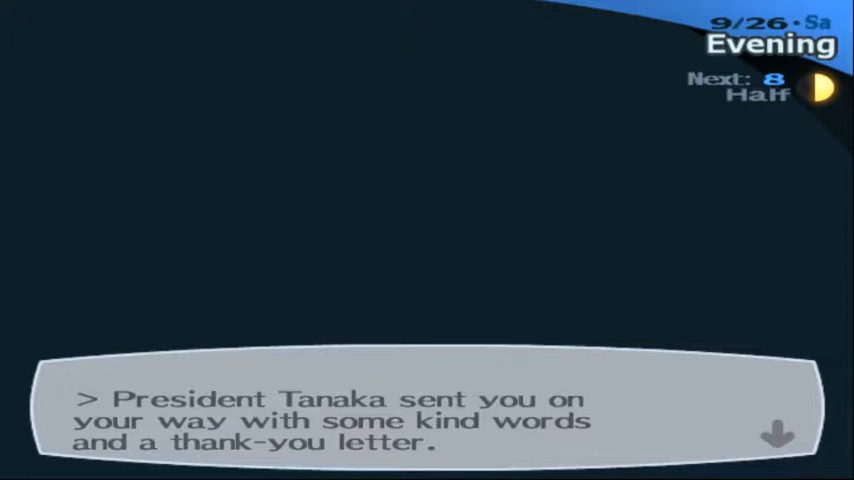 9/26・Sa
Evening
Next: 8
Half
> President Tanaka sent you on
your way with some kind words
and a thank-you letter.